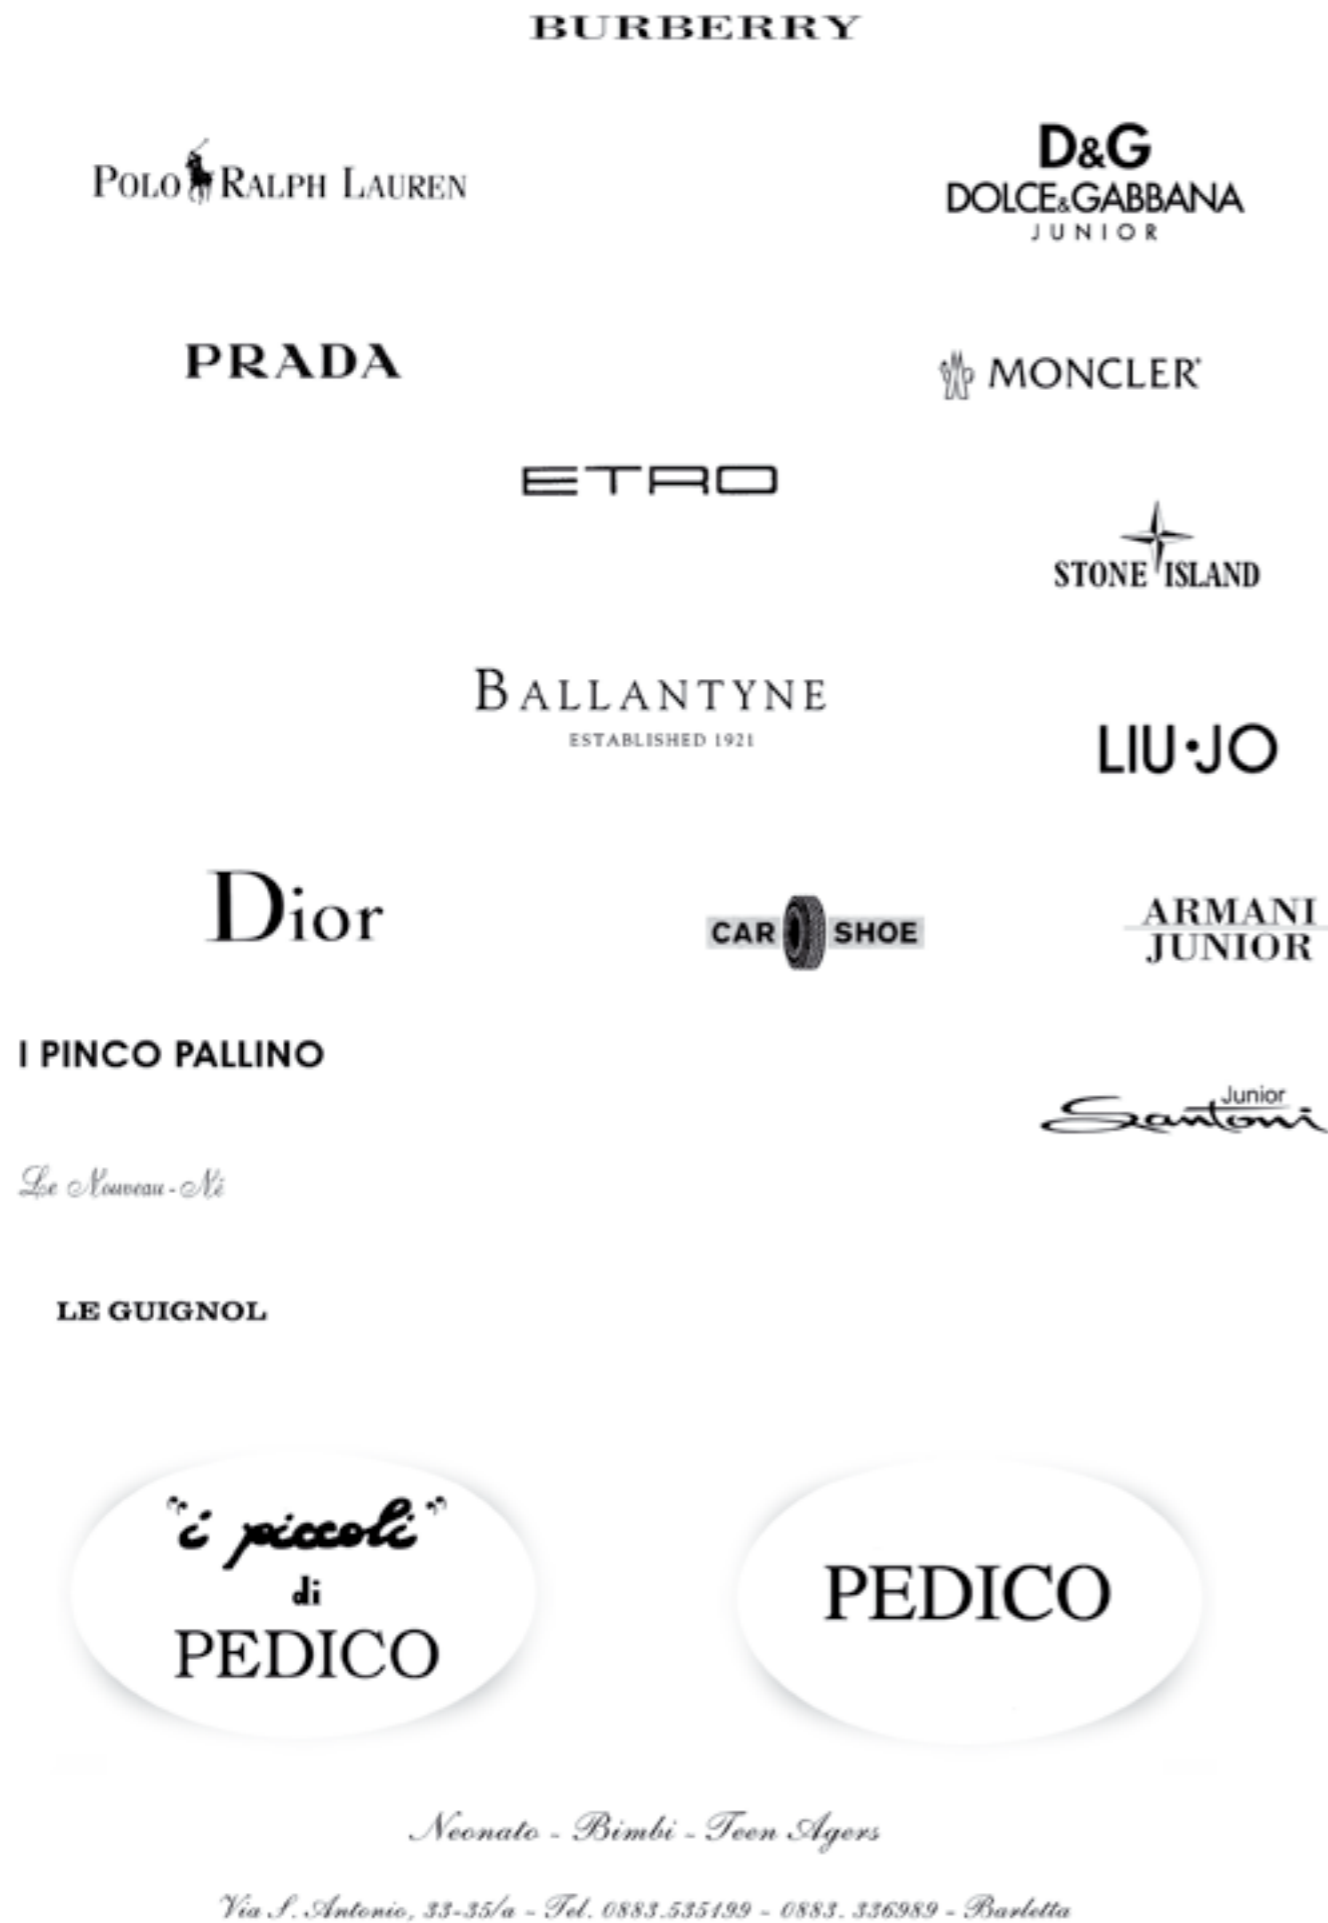 BURBERRY
POLO RALPH LAUREN
D&G
DOLCE&GABBANA
JUNIOR
PRADA
MONCLER
ETRO
STONE ISLAND
BALLANTYNE
ESTABLISHED 1921
LIU·JO
Dior
CAR SHOE
ARMANI
JUNIOR
I PINCO PALLINO
Junior
Santoni
Le Nouveau-Né
LE GUIGNOL
"i piccoli"
di
PEDICO
PEDICO
Neonato - Bimbi - Teen Agers
Via S. Antonio, 33-35/a - Tel. 0883.535199 - 0883. 336989 - Barletta